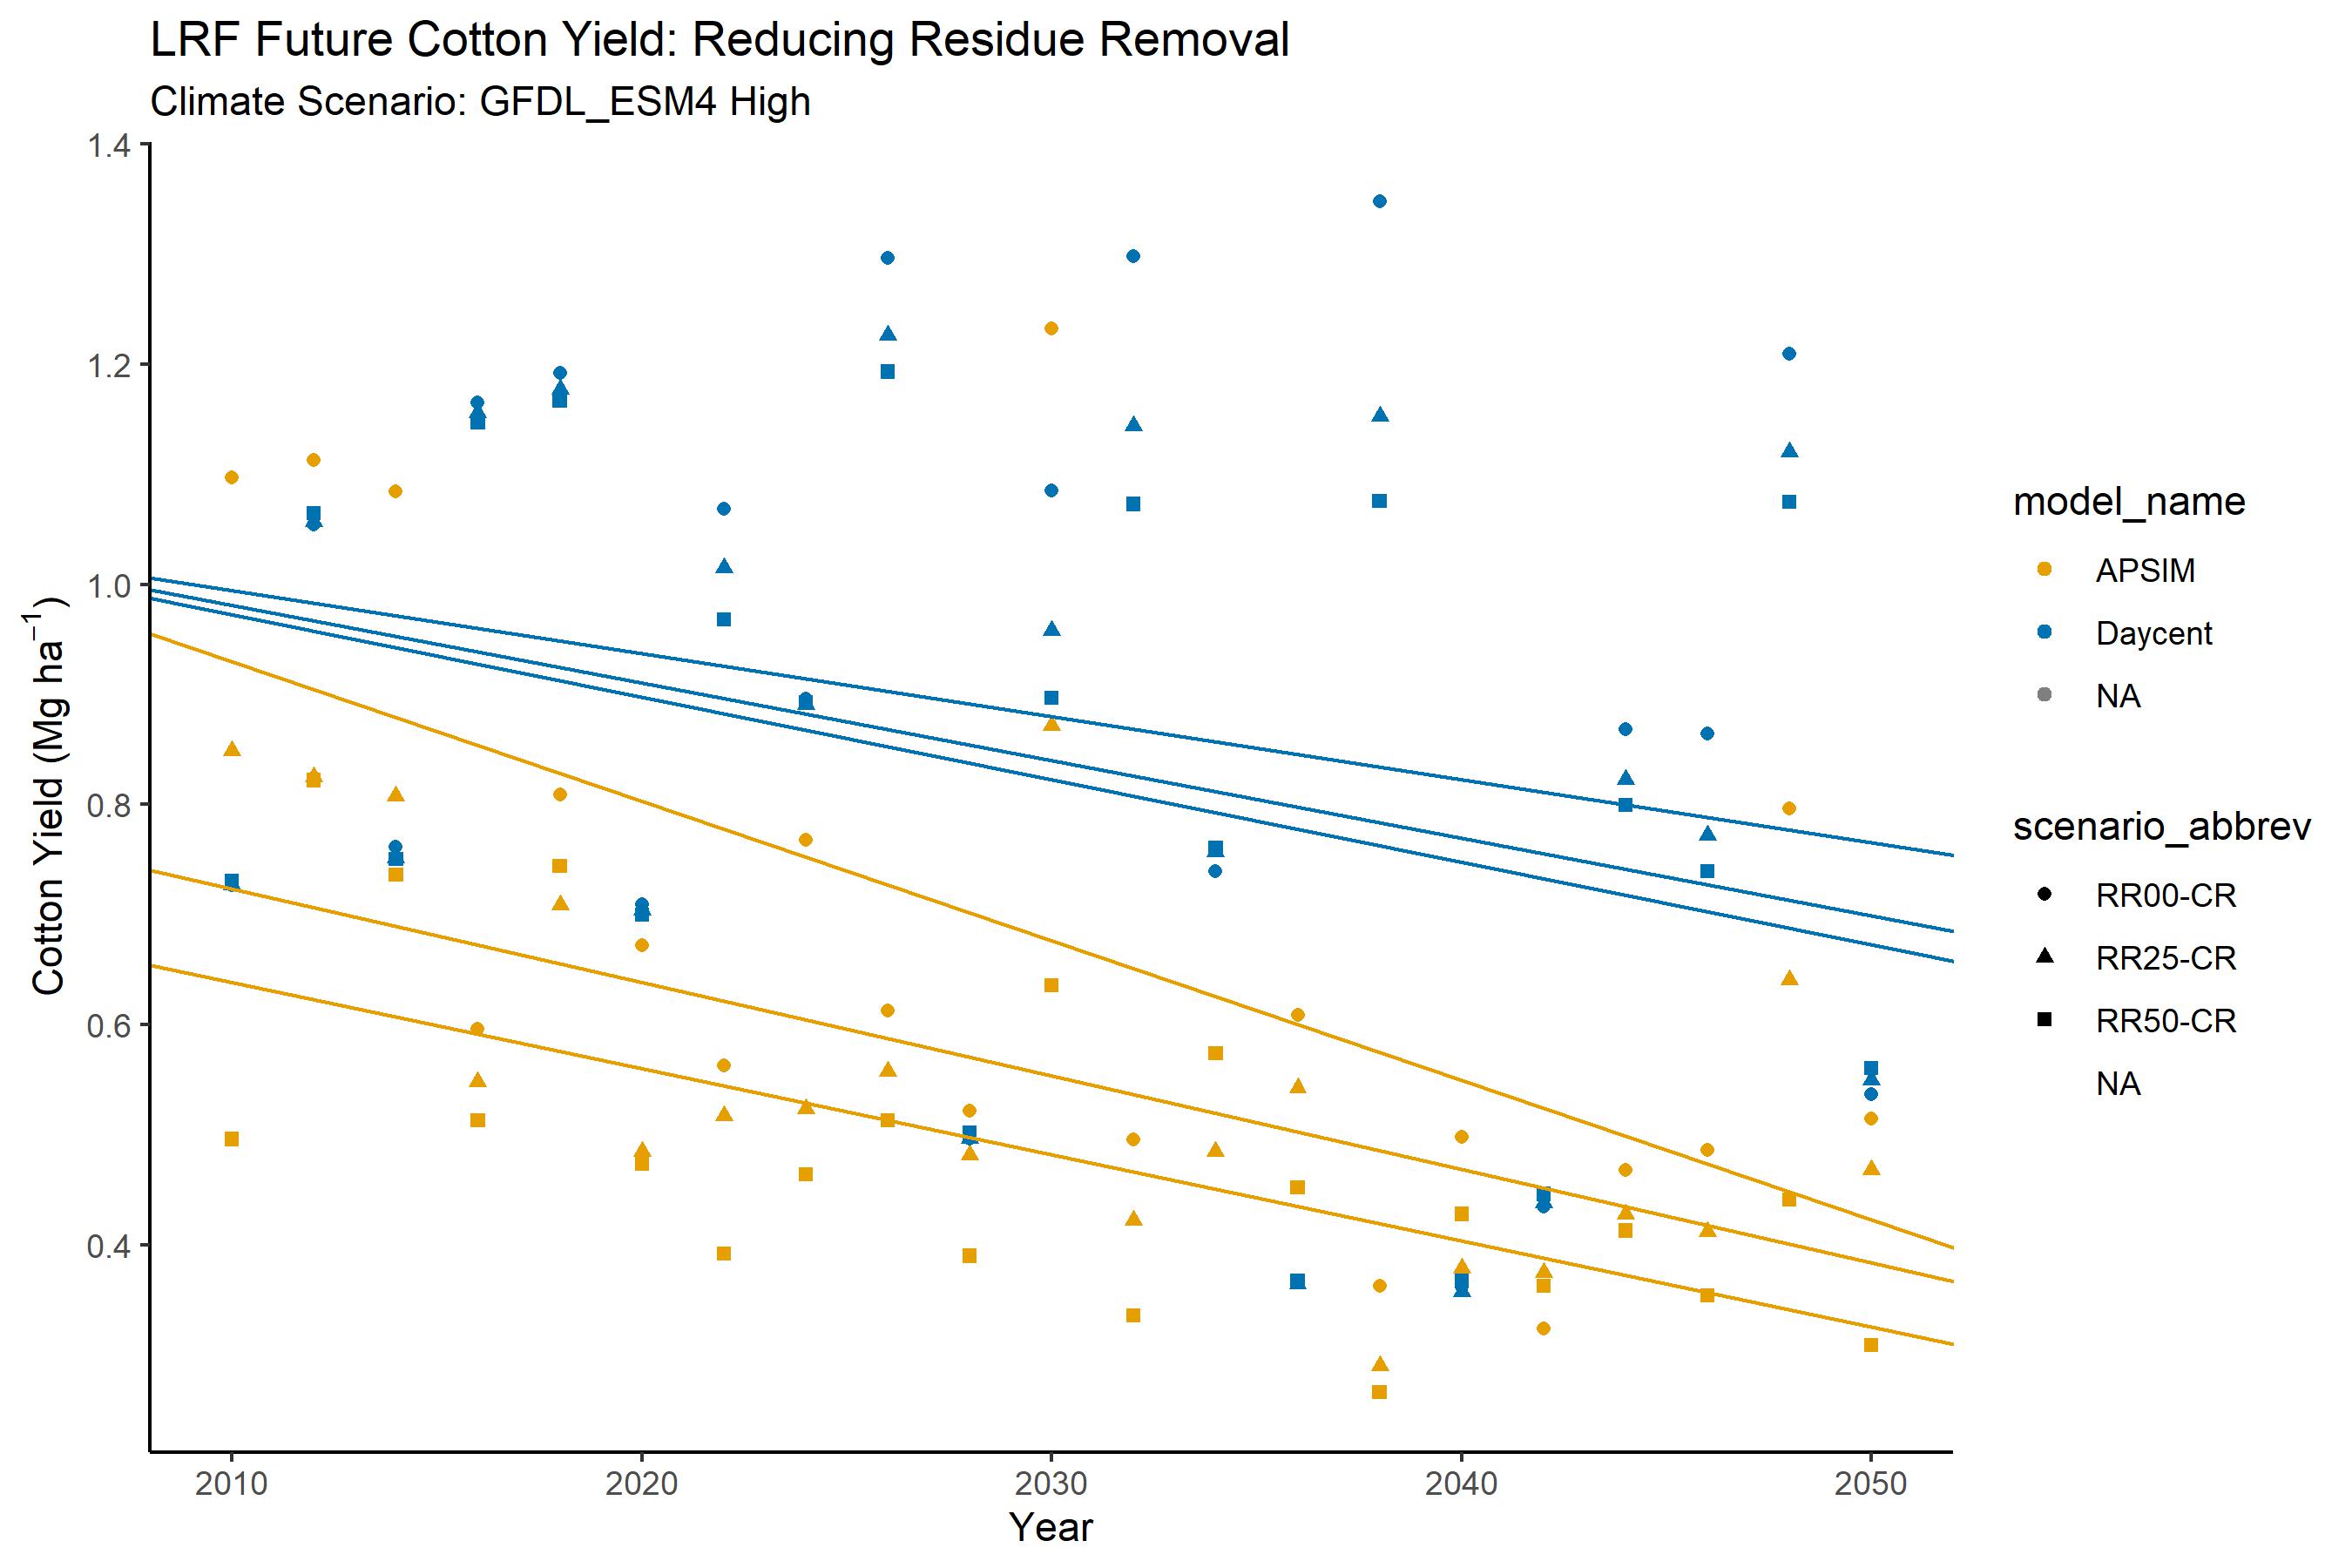 LRF Future Cotton Yield: Reducing Residue Removal
Climate Scenario: GFDL_ESM4 High
1.4
1.2
1.0
0.8
0.6
0.4
Cotton Yield (Mg ha⁻¹)
2010
2020
2030
2040
2050
Year
model_name
APSIM
Daycent
NA
scenario_abbrev
RR00-CR
RR25-CR
RR50-CR
NA